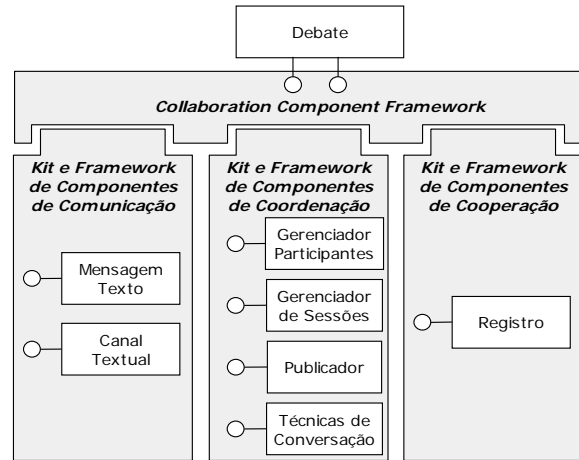 Debate
Collaboration Component Framework
Kit e Framework
de Componentes
de Comunicação
Mensagem
Texto
Canal
Textual
Kit e Framework
de Componentes
de Coordenação
Gerenciador
Participantes
Gerenciador
de Sessões
Publicador
Técnicas de
Conversação
Kit e Framework
de Componentes
de Cooperação
Registro